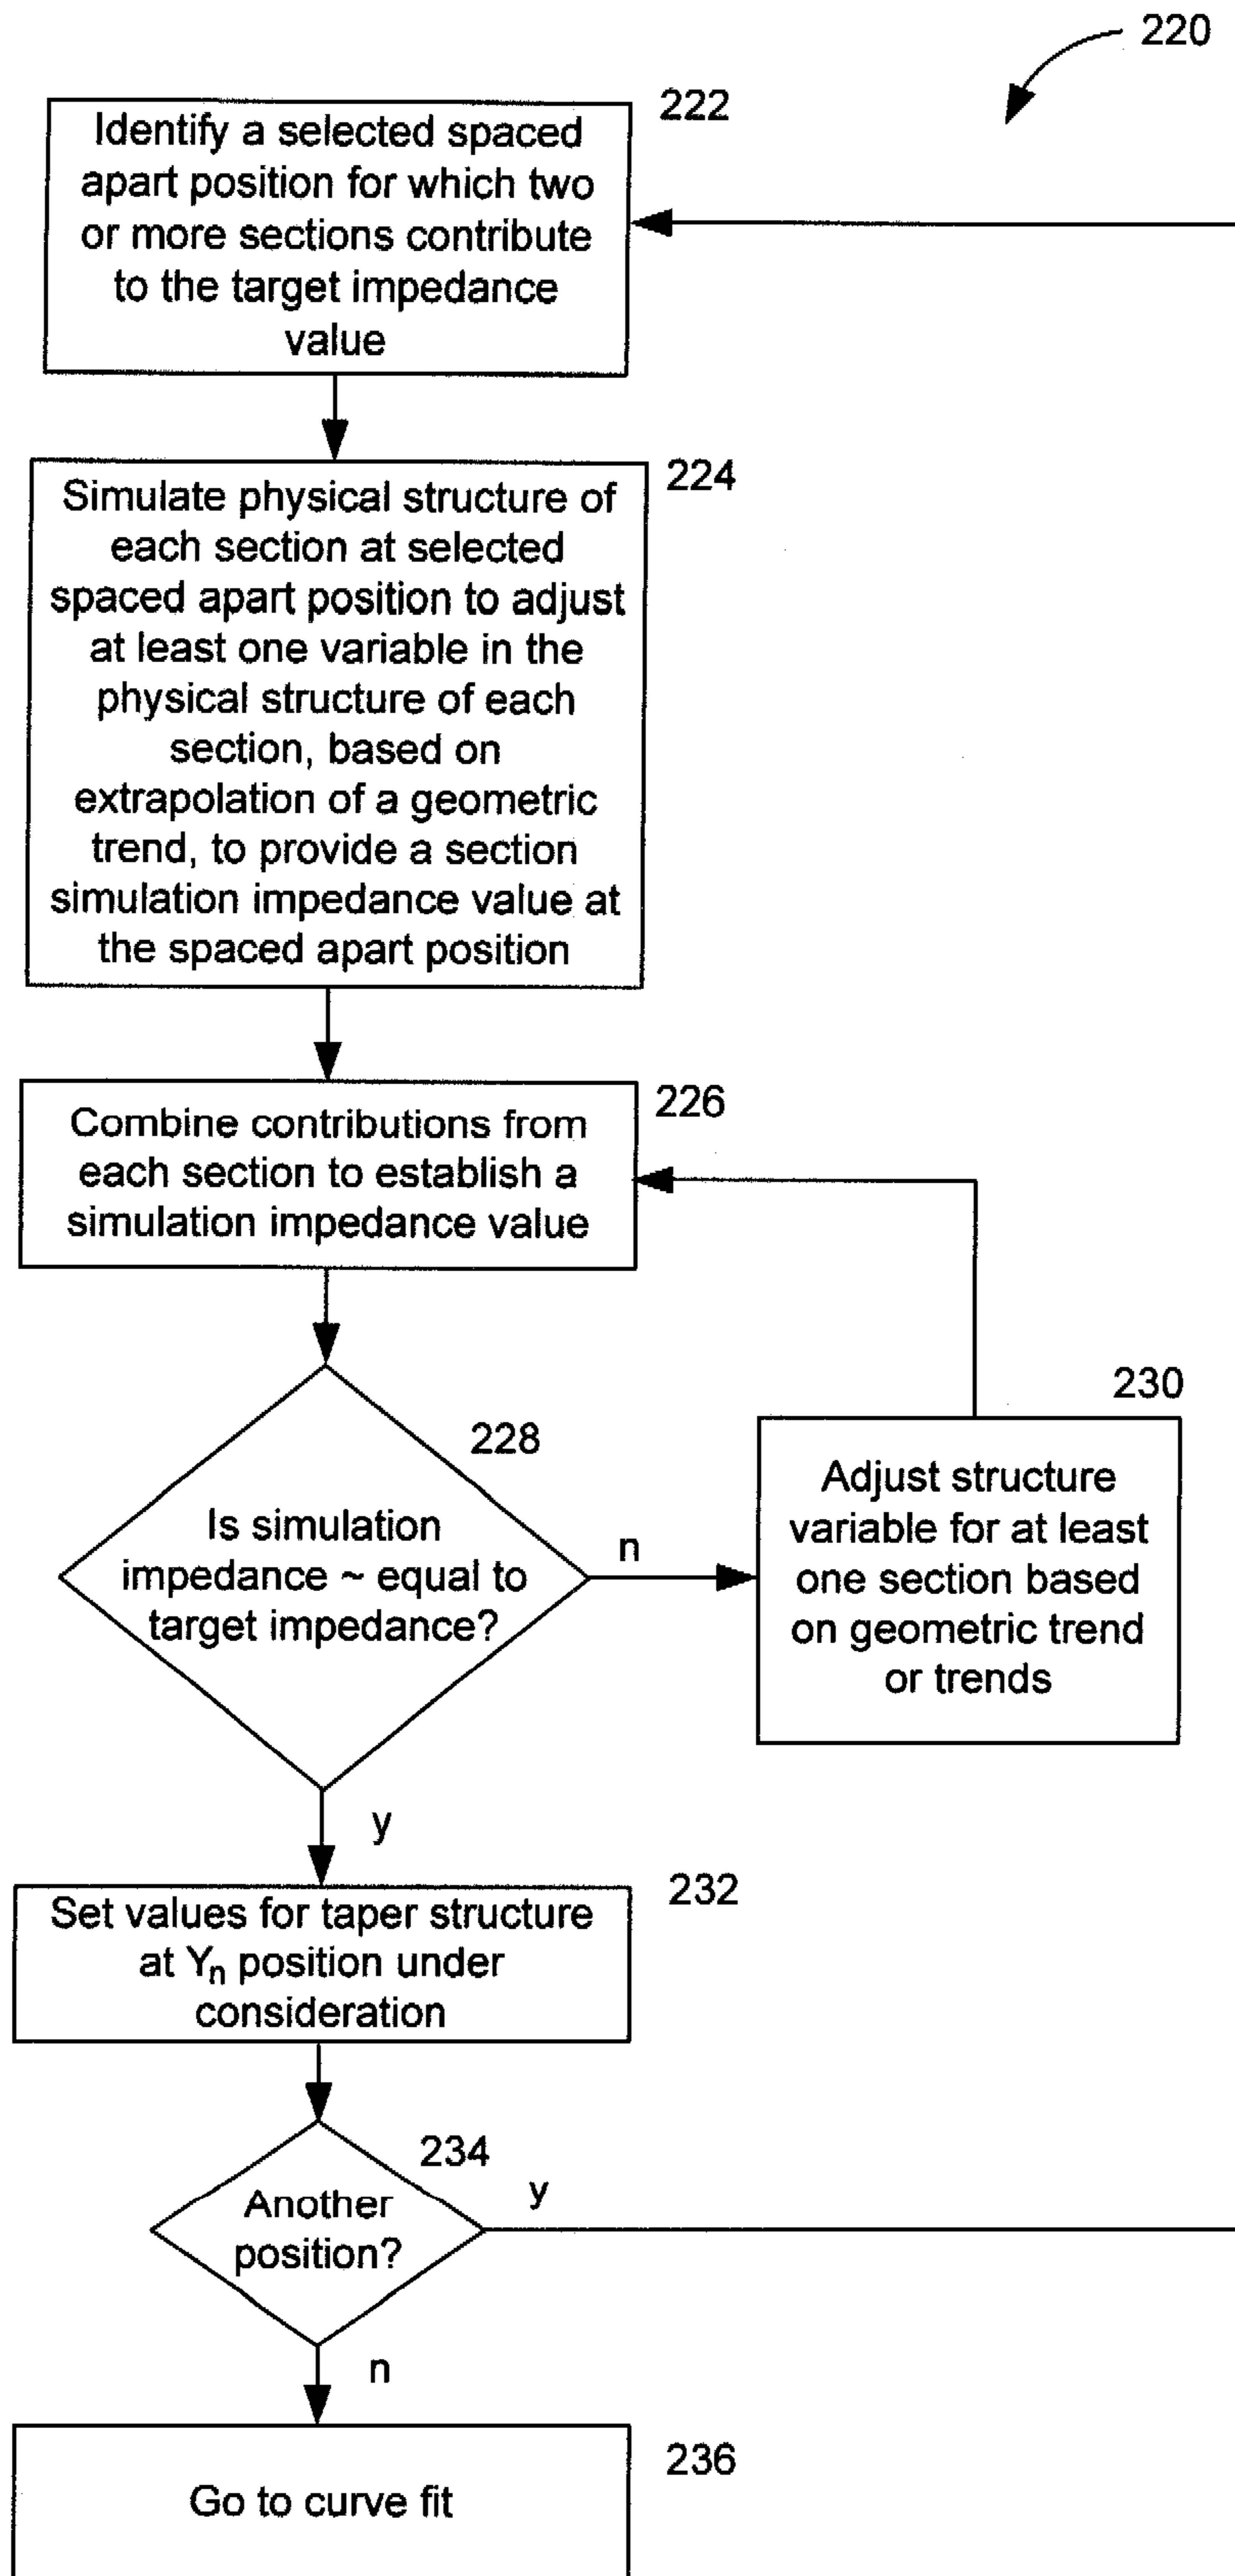 220
222
Identify a selected spaced
apart position for which two
or more sections contribute
to the target impedance
value
224
Simulate physical structure of
each section at selected
spaced apart position to adjust
at least one variable in the
physical structure of each
section, based on
extrapolation of a geometric
trend, to provide a section
simulation impedance value at
the spaced apart position
226
Combine contributions from
each section to establish a
simulation impedance value
228
Is simulation
impedance ~ equal to
target impedance?
n
230
Adjust structure
variable for at least
one section based
on geometric trend
or trends
y
232
Set values for taper structure
at Yn position under
consideration
234
Another
position?
y
n
236
Go to curve fit